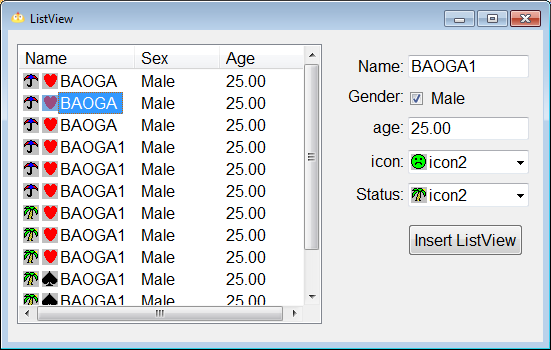 ListView
Name Sex Age
BAOGA Male 25.00
BAOGA Male 25.00
BAOGA Male 25.00
BAOGA1 Male 25.00
BAOGA1 Male 25.00
BAOGA1 Male 25.00
BAOGA1 Male 25.00
BAOGA1 Male 25.00
BAOGA1 Male 25.00
BAOGA1 Male 25.00
BAOGA1 Male 25.00
Name: BAOGA1
Gender: Male
age: 25.00
icon: icon2
Status: icon2
Insert ListView